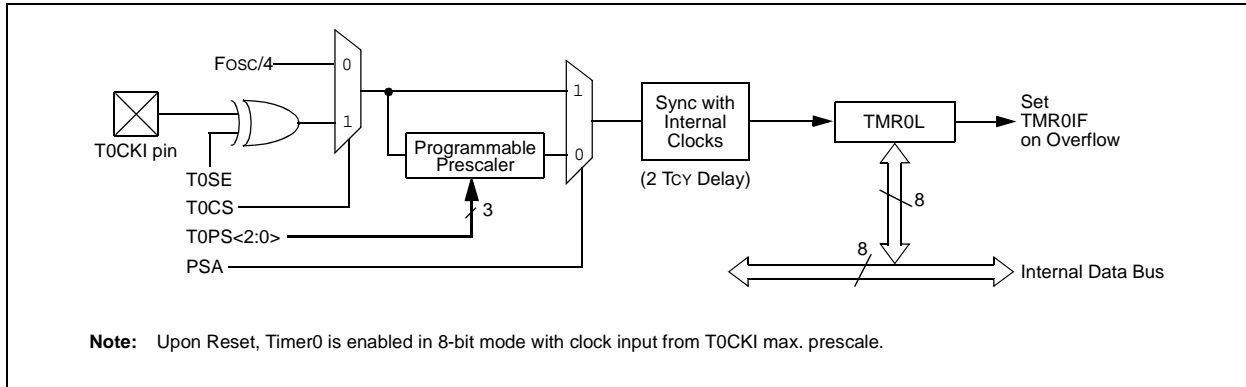 Fosc/4
0
1
T0CKI pin
T0SE
T0CS
T0PS<2:0>
PSA
Programmable
Prescaler
3
1
0
Sync with
Internal
Clocks
(2 TCY Delay)
TMR0L
Set
TMR0IF
on Overflow
8
8
Internal Data Bus
Note: Upon Reset, Timer0 is enabled in 8-bit mode with clock input from T0CKI max. prescale.